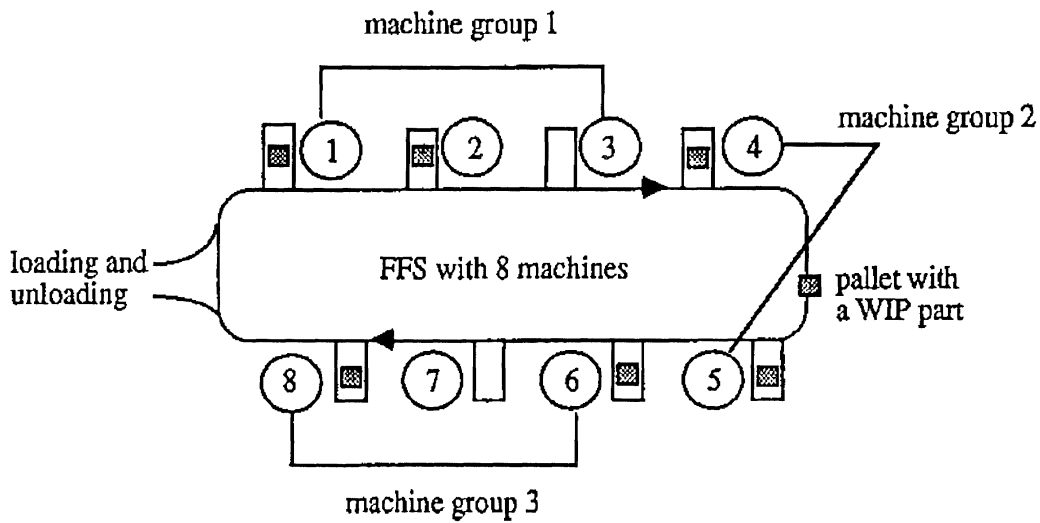 machine group 1
machine group 2
1
2
3
4
loading and
unloading
FFS with 8 machines
pallet with
a WIP part
8
7
6
5
machine group 3